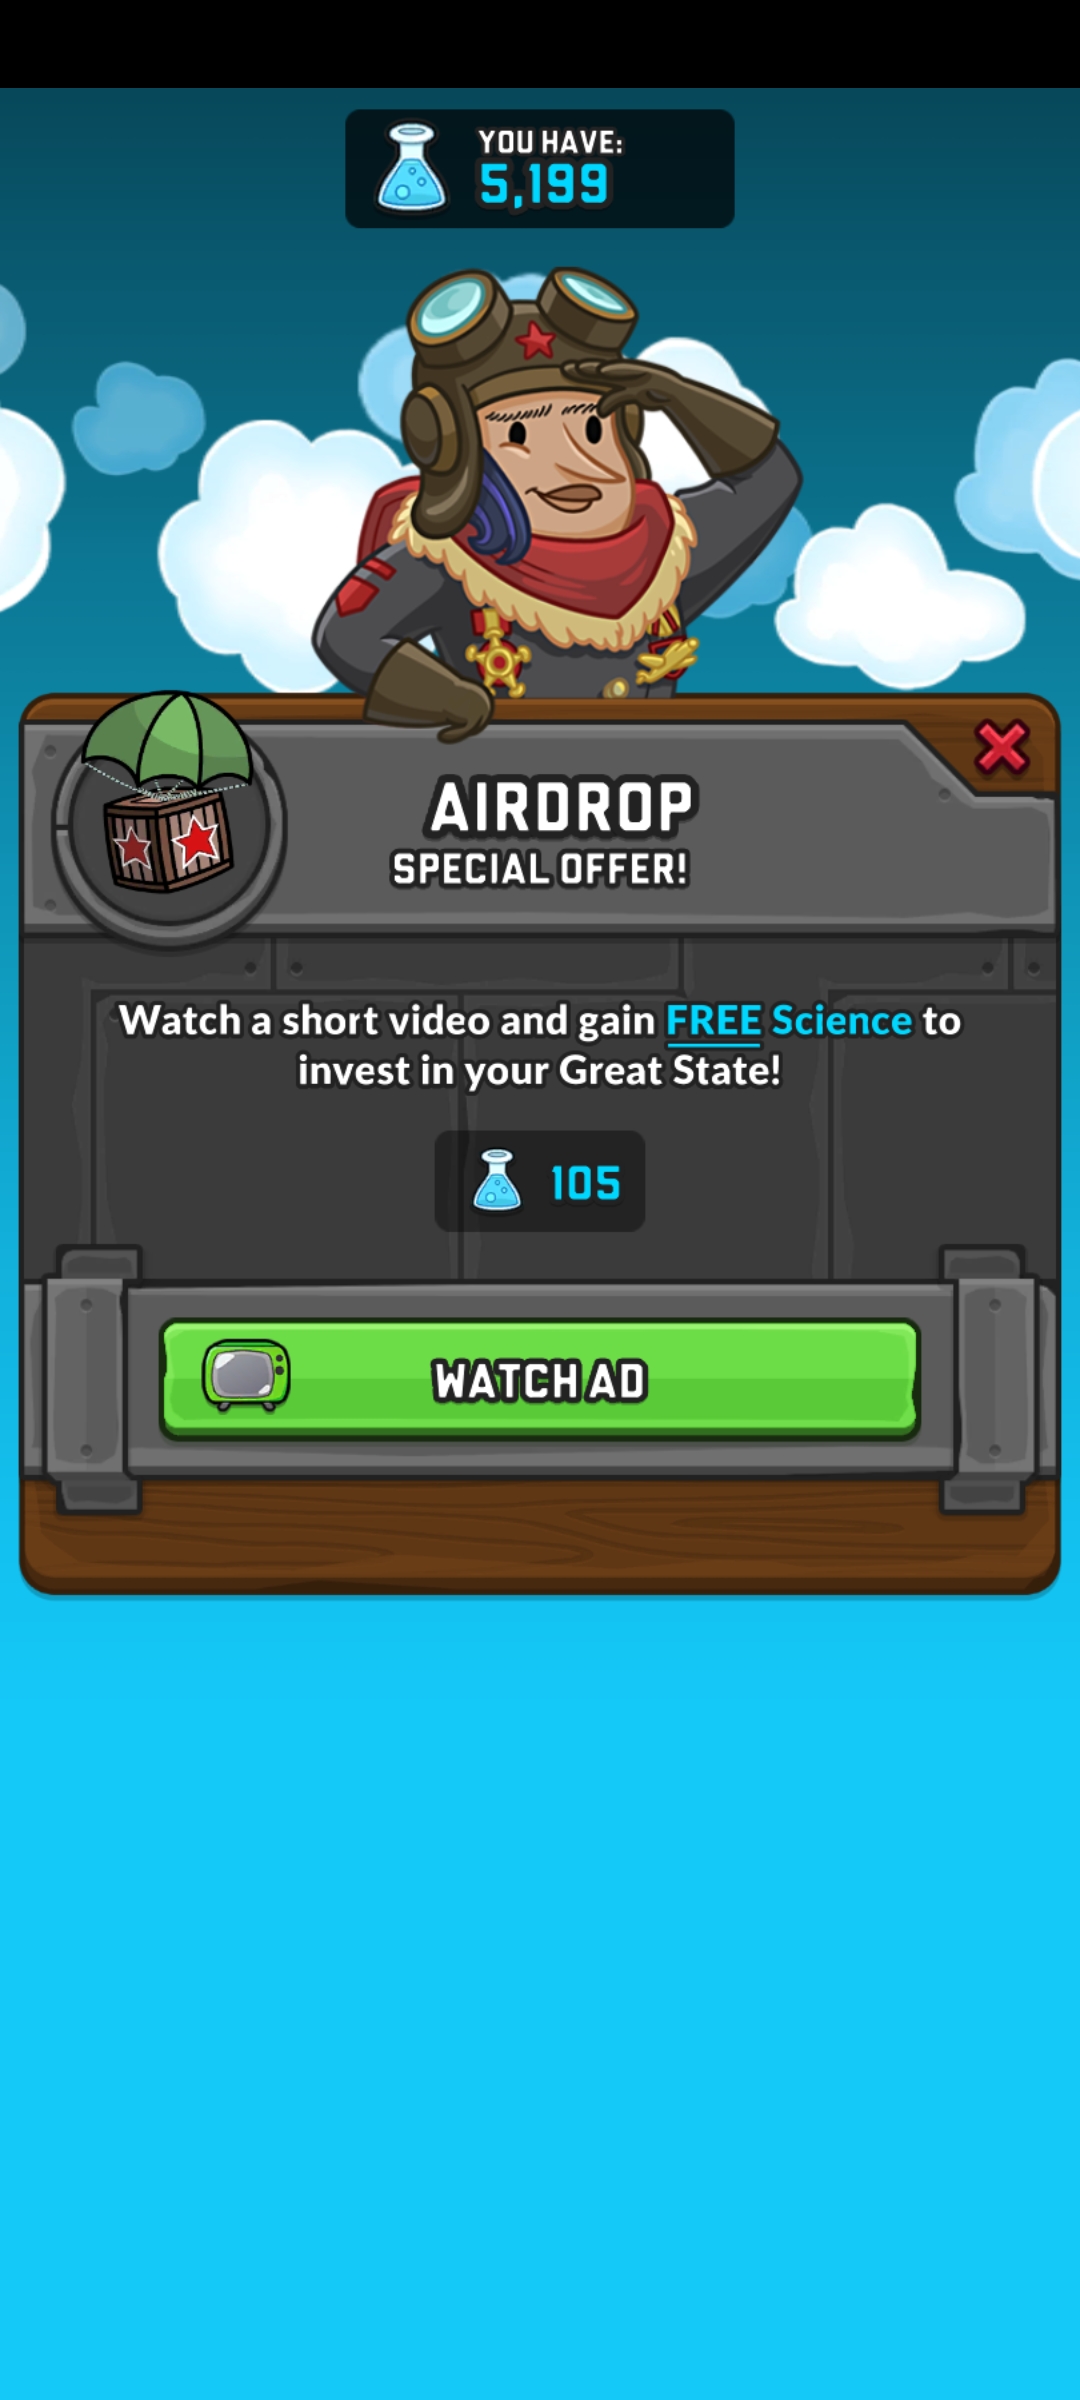 YOU HAVE:
5,199
AIRDROP
SPECIAL OFFER!
Watch a short video and gain FREE Science to
invest in your Great State!
105
WATCH AD